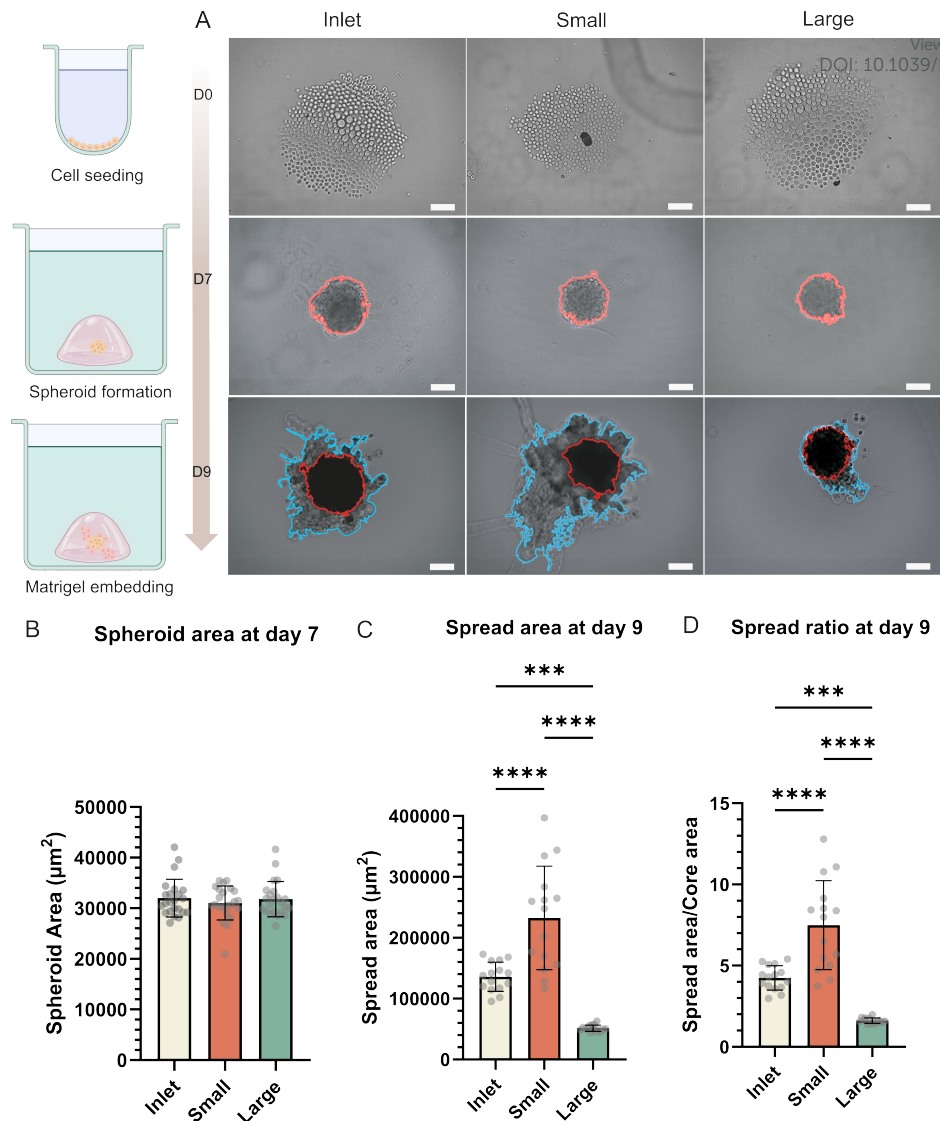 A
Inlet
Small
Large
View
DOI: 10.1039/
D0
Cell seeding
D7
Spheroid formation
D9
Matrigel embedding
B
Spheroid area at day 7
C
Spread area at day 9
D
Spread ratio at day 9
***
****
****
***
****
****
Spheroid Area (µm²)
50000
40000
30000
20000
10000
0
Inlet
Small
Large
Spread area (µm²)
400000
300000
200000
100000
0
Inlet
Small
Large
Spread area/Core area
15
10
5
0
Inlet
Small
Large